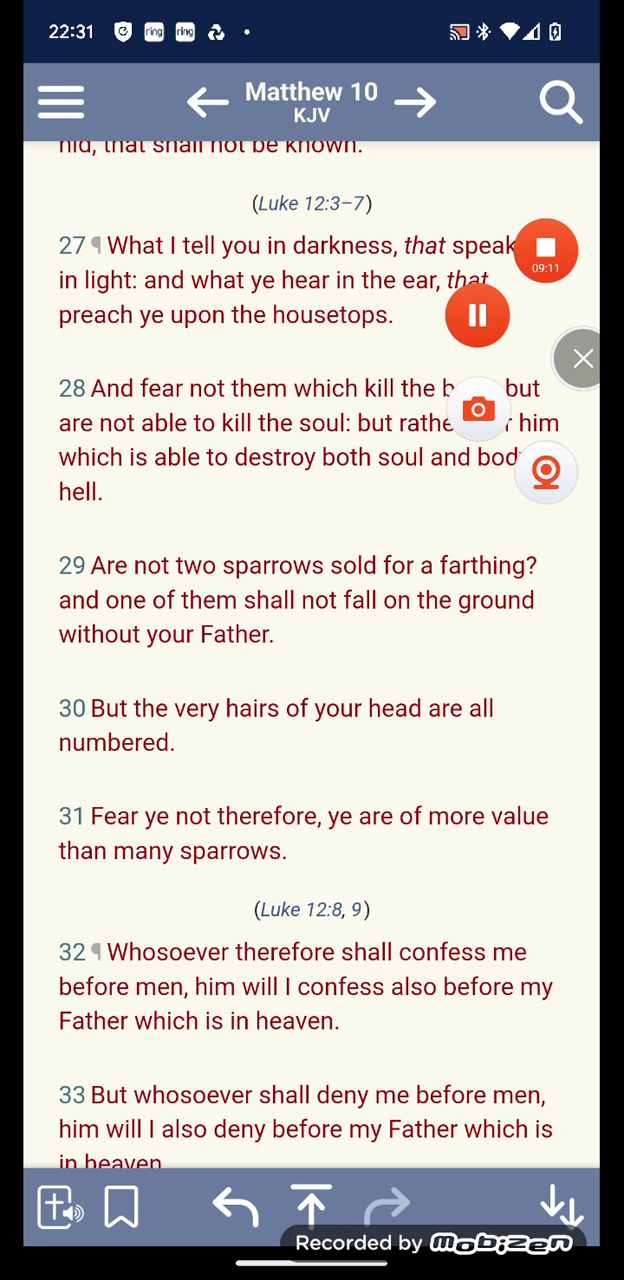 22:31
ring ring
Matthew 10
KJV
hid, that shall not be known.
(Luke 12:3–7)
27 ¶ What I tell you in darkness, that speak
09:11
in light: and what ye hear in the ear, that
preach ye upon the housetops.
28 And fear not them which kill the b but
are not able to kill the soul: but rathe r him
which is able to destroy both soul and bod
hell.
29 Are not two sparrows sold for a farthing?
and one of them shall not fall on the ground
without your Father.
30 But the very hairs of your head are all
numbered.
31 Fear ye not therefore, ye are of more value
than many sparrows.
(Luke 12:8, 9)
32 ¶ Whosoever therefore shall confess me
before men, him will I confess also before my
Father which is in heaven.
33 But whosoever shall deny me before men,
him will I also deny before my Father which is
in heaven.
Recorded by mobizen